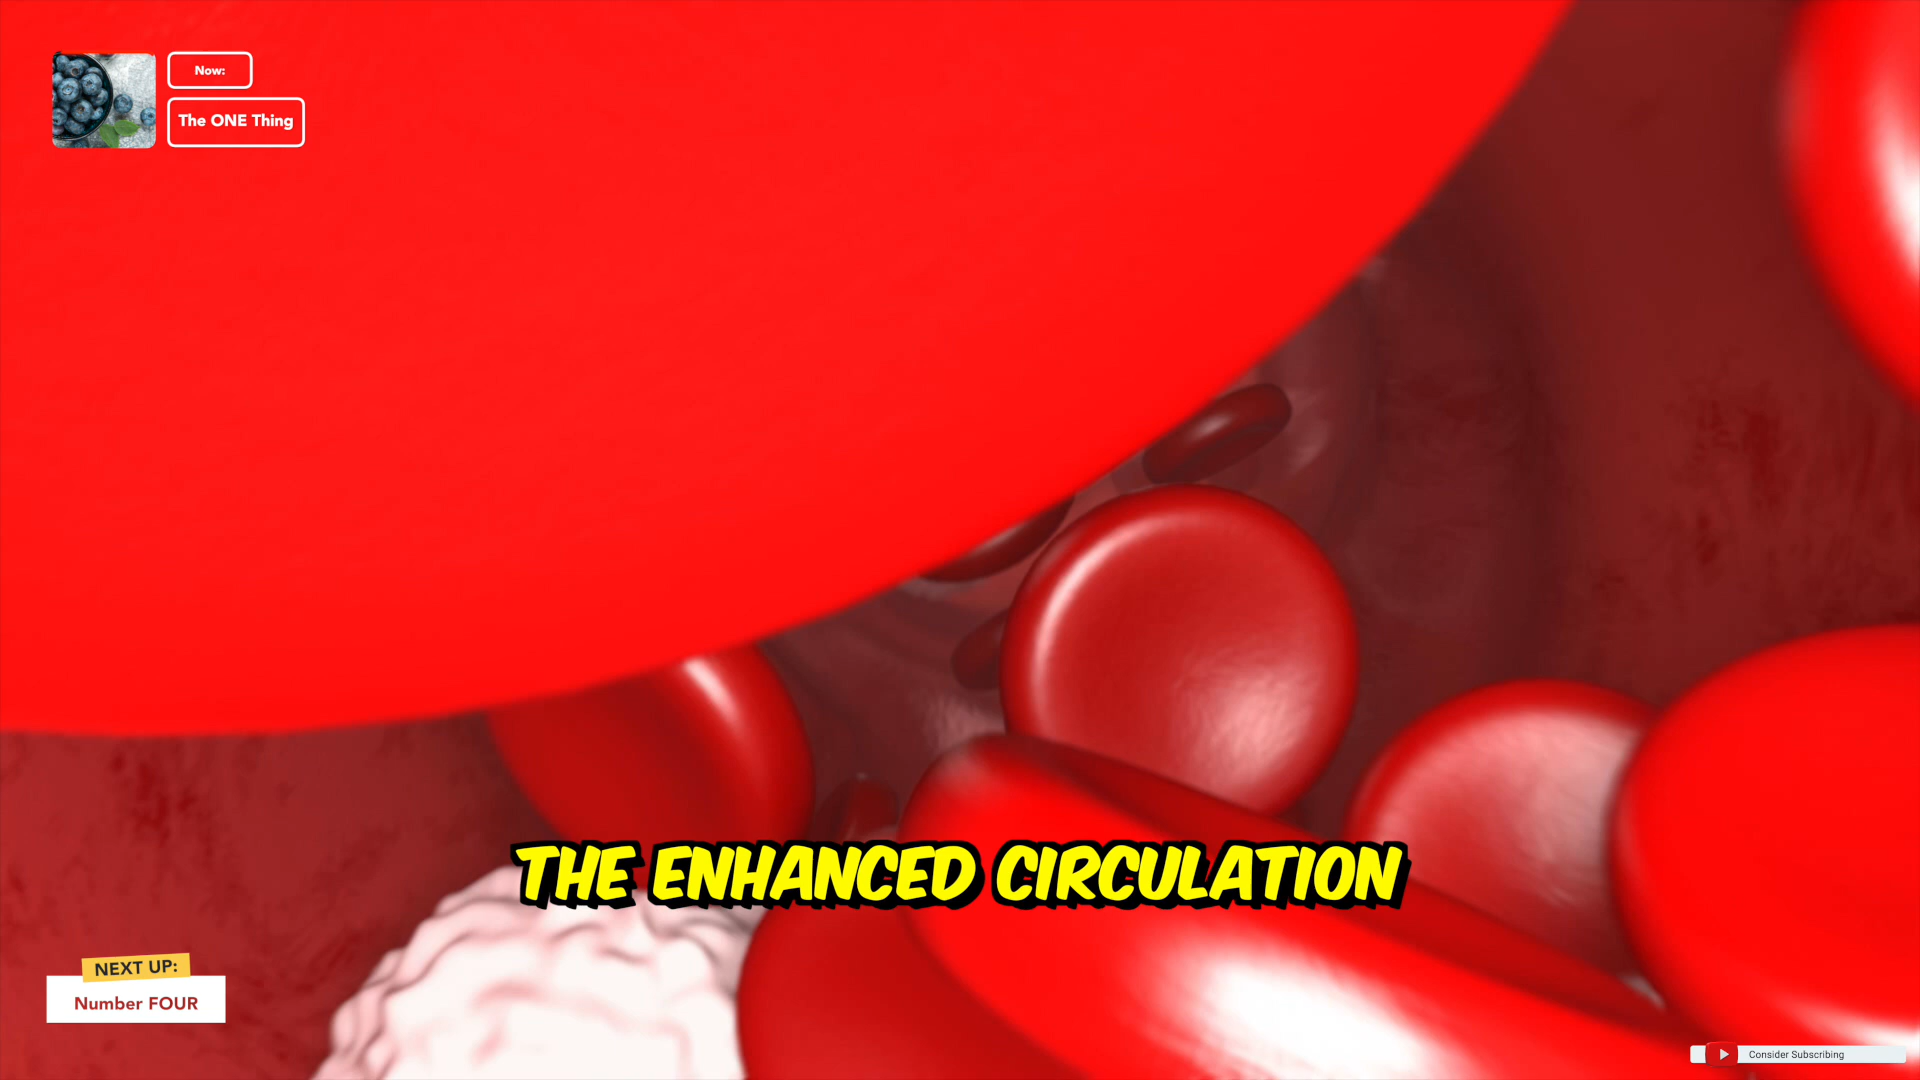 Now:
The ONE Thing
THE ENHANCED CIRCULATION
NEXT UP:
Number FOUR
Consider Subscribing